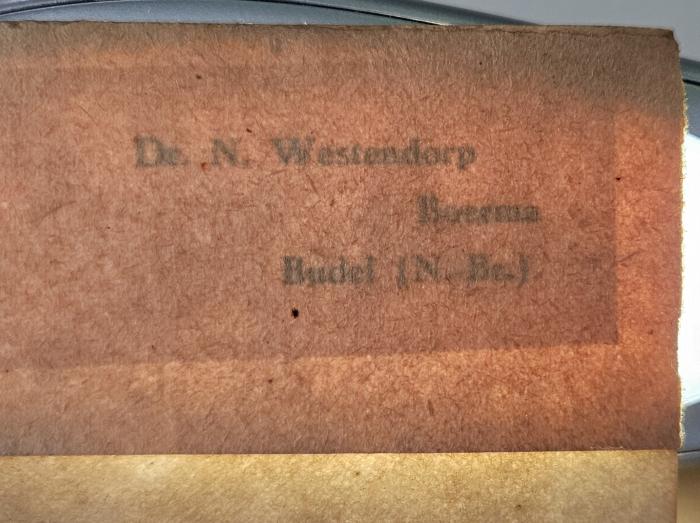 Dr. N. Westendorp
Boerma
Budel (N.-Br.)